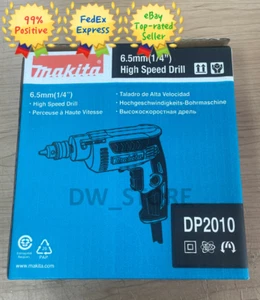 99%
Positive
FedEx
Express
eBay
Top-rated
Seller
makita
6.5mm(1/4")
High Speed Drill
6.5mm(1/4")
• High Speed Drill
• Perceuse à Haute Vitesse
• Taladro de Alta Velocidad
• Hochgeschwindigkeits-Bohrmaschine
• Высокоскоростная дрель
DW_STORE
DP2010
www.makita.com